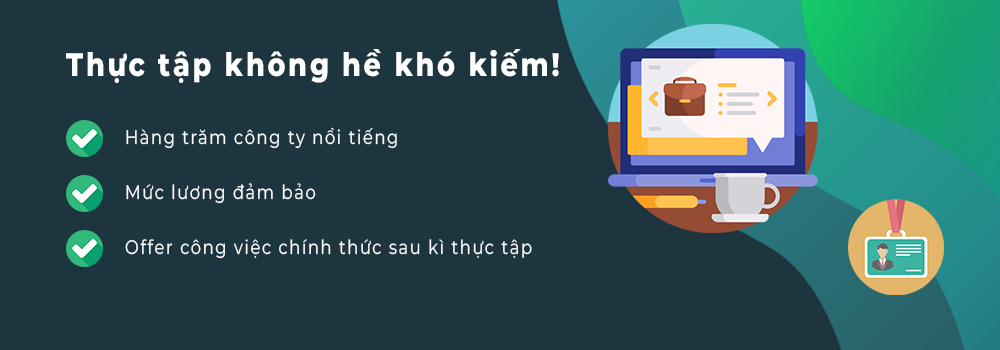 Thực tập không hề khó kiếm!
Hàng trăm công ty nổi tiếng
Mức lương đảm bảo
Offer công việc chính thức sau kì thực tập